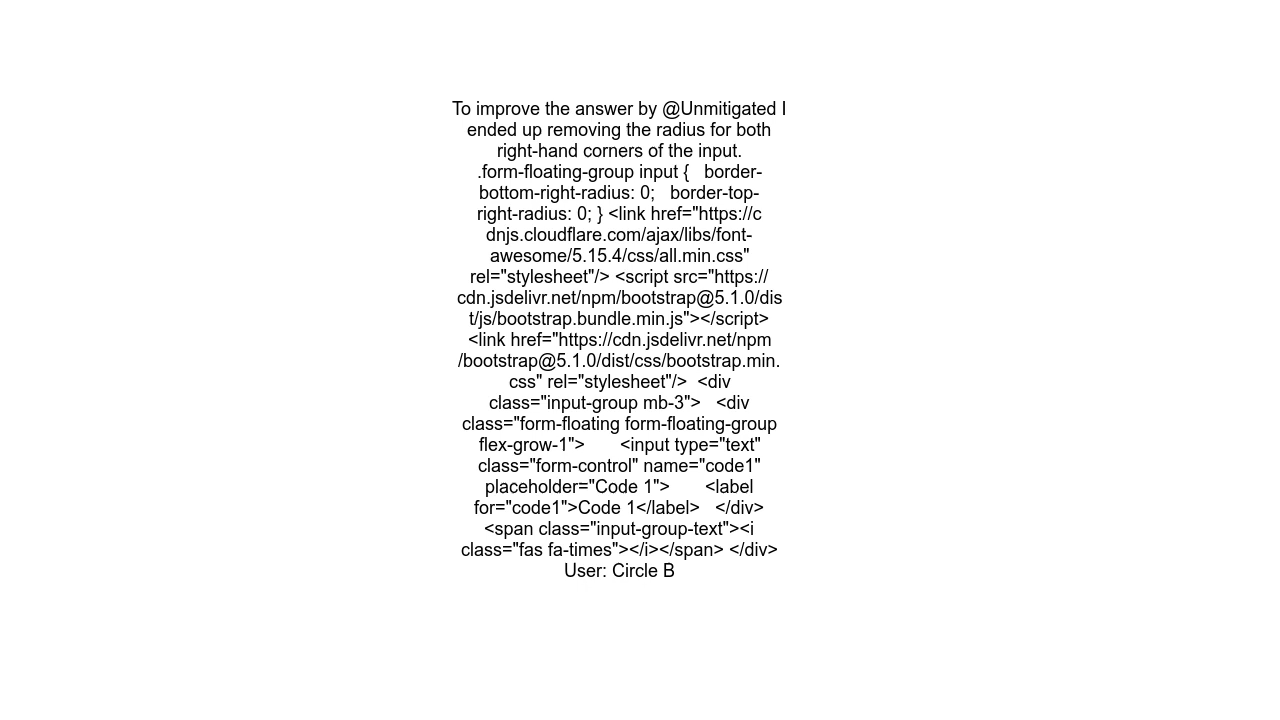 To improve the answer by @Unmitigated I
ended up removing the radius for both
right-hand corners of the input.
.form-floating-group input {   border-
bottom-right-radius: 0;   border-top-
right-radius: 0; } <link href="https://c
dnjs.cloudflare.com/ajax/libs/font-
awesome/5.15.4/css/all.min.css"
rel="stylesheet"/> <script src="https://
cdn.jsdelivr.net/npm/bootstrap@5.1.0/dis
t/js/bootstrap.bundle.min.js"></script>
<link href="https://cdn.jsdelivr.net/npm
/bootstrap@5.1.0/dist/css/bootstrap.min.
css" rel="stylesheet"/>  <div
class="input-group mb-3">   <div
class="form-floating form-floating-group
flex-grow-1">       <input type="text"
class="form-control" name="code1"
placeholder="Code 1">       <label
for="code1">Code 1</label>   </div>
<span class="input-group-text"><i
class="fas fa-times"></i></span> </div>
User: Circle B